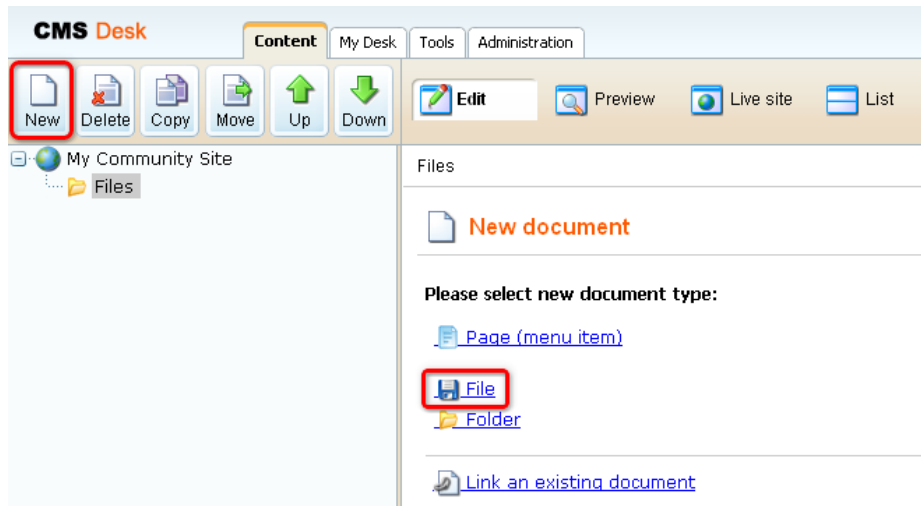 CMS Desk
Content My Desk Tools Administration
New Delete Copy Move Up Down
Edit Preview Live site List
My Community Site
Files
Files
New document
Please select new document type:
Page (menu item)
File
Folder
Link an existing document